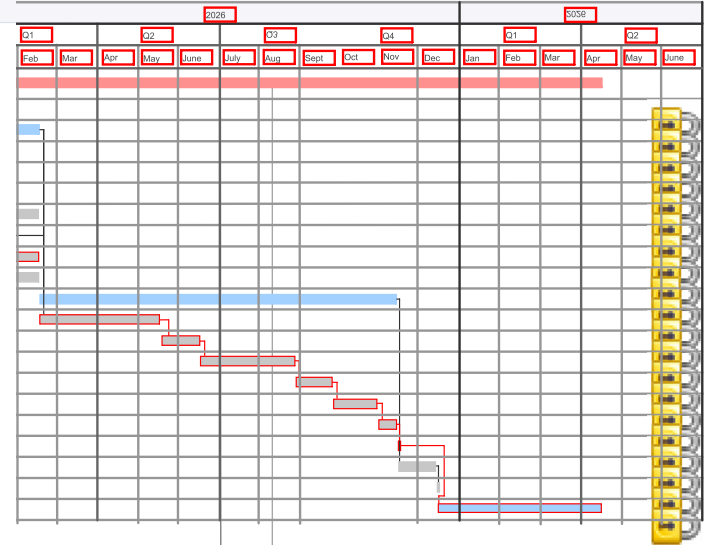 2026 2026
Q1 Q2 Q3 Q4 Q1 Q2
Feb Mar Apr May June July Aug Sept Oct Nov Dec Jan Feb Mar Apr May June